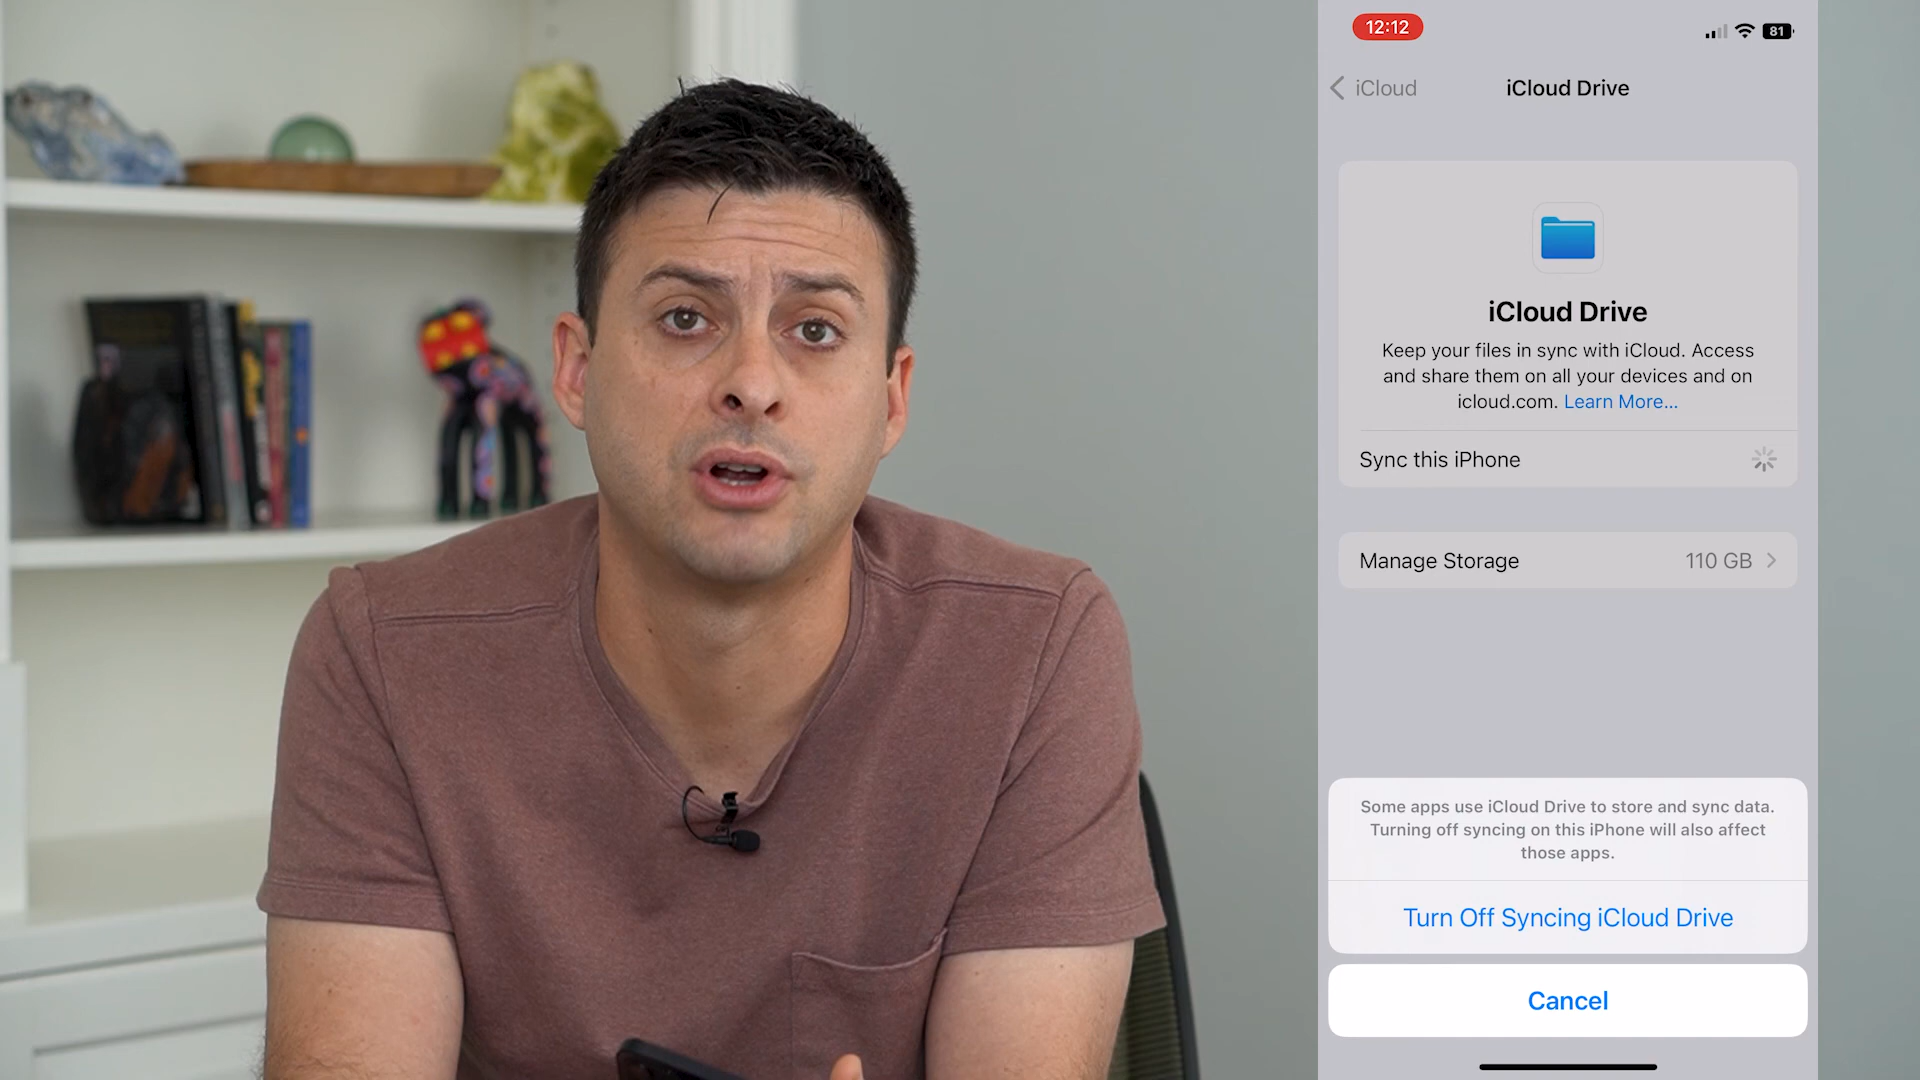 12:12
81
iCloud
iCloud Drive
iCloud Drive
Keep your files in sync with iCloud. Access
and share them on all your devices and on
icloud.com. Learn More...
Sync this iPhone
Manage Storage
110 GB
Some apps use iCloud Drive to store and sync data.
Turning off syncing on this iPhone will also affect
those apps.
Turn Off Syncing iCloud Drive
Cancel